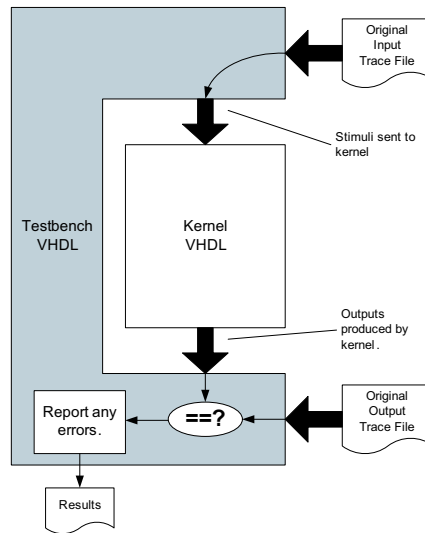 Original
Input
Trace File
Stimuli sent to
kernel
Testbench
VHDL
Kernel
VHDL
Outputs
produced by
kernel .
Report any
errors.
==?
Original
Output
Trace File
Results